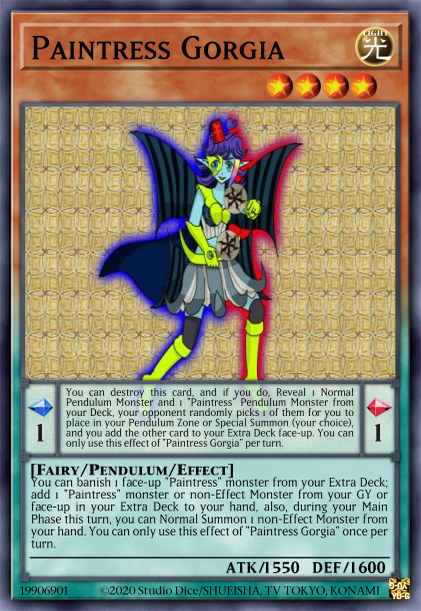 PAINTRESS GORGIA
LIGHT
光
You can destroy this card, and if you do, Reveal 1 Normal
Pendulum Monster and 1 "Paintress" Pendulum Monster from
your Deck, your opponent randomly picks 1 of them for you to
place in your Pendulum Zone or Special Summon (your choice),
and you add the other card to your Extra Deck face-up. You can
only use this effect of "Paintress Gorgia" per turn.
1
1
[FAIRY/PENDULUM/EFFECT]
You can banish 1 face-up "Paintress" monster from your Extra Deck;
add 1 "Paintress" monster or non-Effect Monster from your GY or
face-up in your Extra Deck to your hand, also, during your Main
Phase this turn, you can Normal Summon 1 non-Effect Monster from
your hand. You can only use this effect of "Paintress Gorgia" once per
turn.
ATK/1550 DEF/1600
19906901 ©2020 Studio Dice/SHUEISHA, TV TOKYO, KONAMI